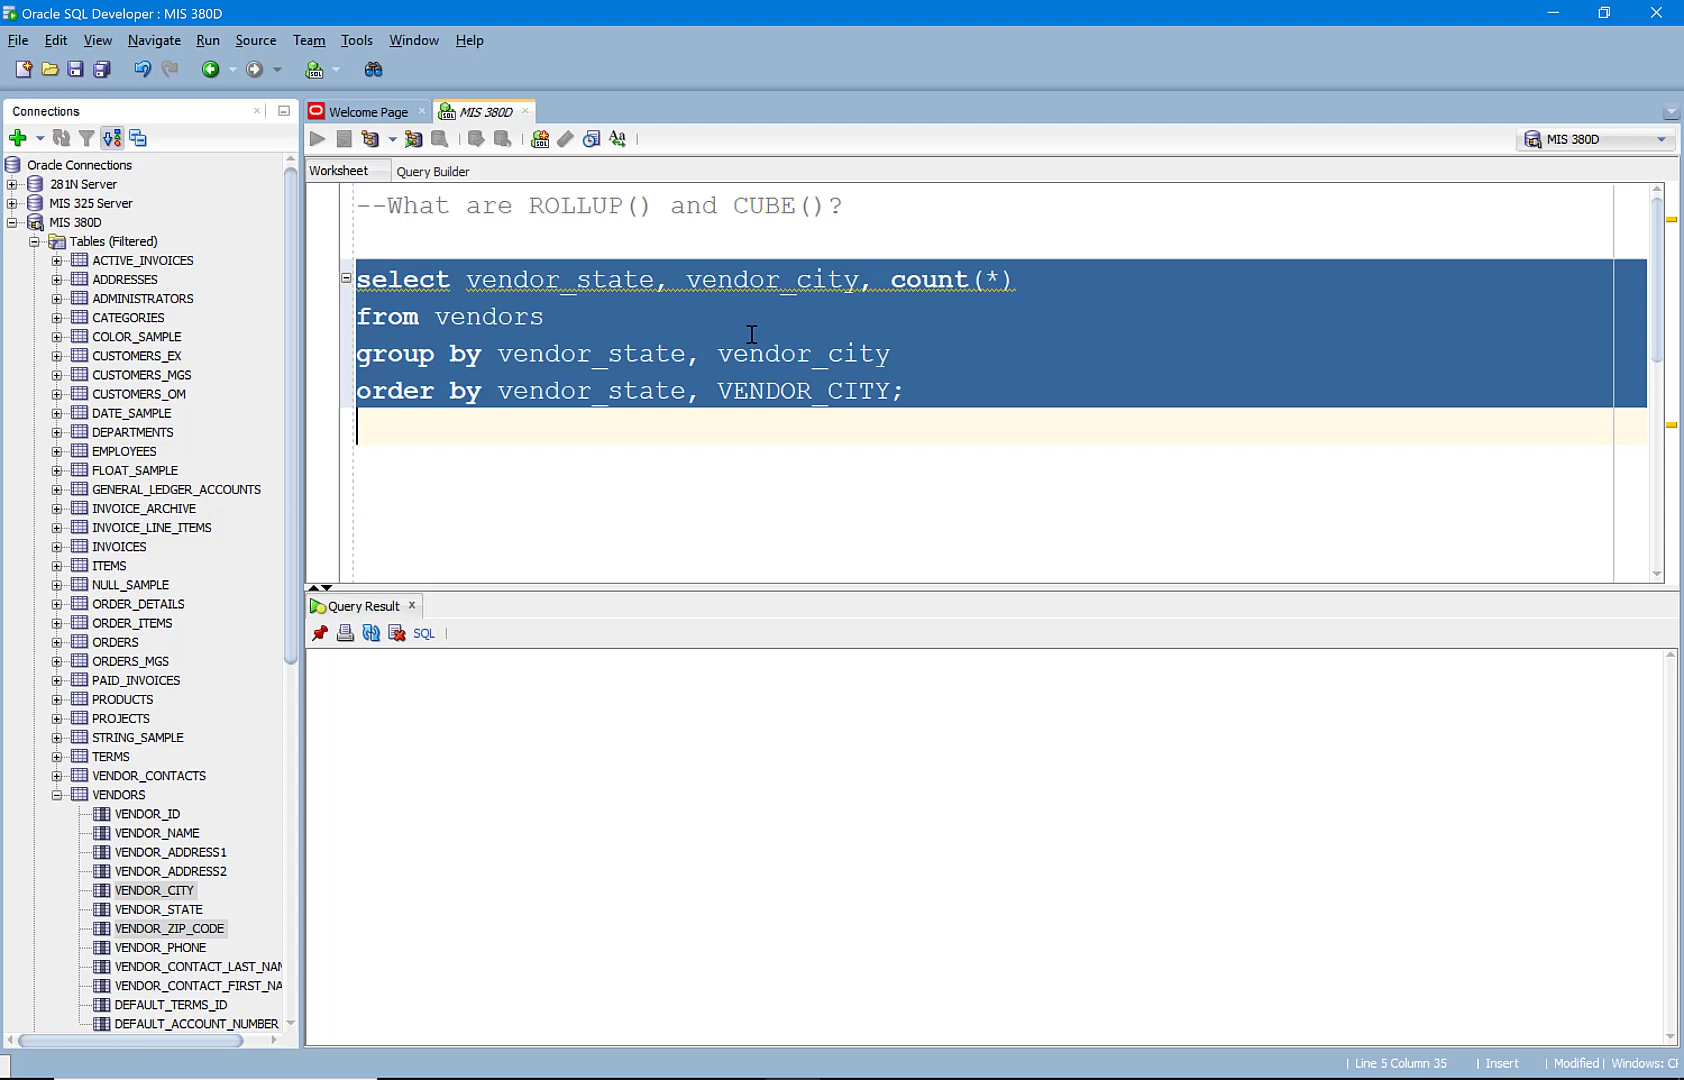 Oracle SQL Developer : MIS 380D
File Edit View Navigate Run Source Team Tools Window Help
Connections
Welcome Page
MIS 380D
MIS 380D
Worksheet
Query Builder
Oracle Connections
281N Server
MIS 325 Server
MIS 380D
Tables (Filtered)
ACTIVE_INVOICES
ADDRESSES
ADMINISTRATORS
CATEGORIES
COLOR_SAMPLE
CUSTOMERS_EX
CUSTOMERS_MGS
CUSTOMERS_OM
DATE_SAMPLE
DEPARTMENTS
EMPLOYEES
FLOAT_SAMPLE
GENERAL_LEDGER_ACCOUNTS
INVOICE_ARCHIVE
INVOICE_LINE_ITEMS
INVOICES
ITEMS
NULL_SAMPLE
ORDER_DETAILS
ORDER_ITEMS
ORDERS
ORDERS_MGS
PAID_INVOICES
PRODUCTS
PROJECTS
STRING_SAMPLE
TERMS
VENDOR_CONTACTS
VENDORS
VENDOR_ID
VENDOR_NAME
VENDOR_ADDRESS1
VENDOR_ADDRESS2
VENDOR_CITY
VENDOR_STATE
VENDOR_ZIP_CODE
VENDOR_PHONE
VENDOR_CONTACT_LAST_NAM
VENDOR_CONTACT_FIRST_NA
DEFAULT_TERMS_ID
DEFAULT_ACCOUNT_NUMBER
--What are ROLLUP() and CUBE()?
select vendor_state, vendor_city, count(*)
from vendors
group by vendor_state, vendor_city
order by vendor_state, VENDOR_CITY;
Query Result
SQL
Line 5 Column 35 | Insert | Modified | Windows: CF